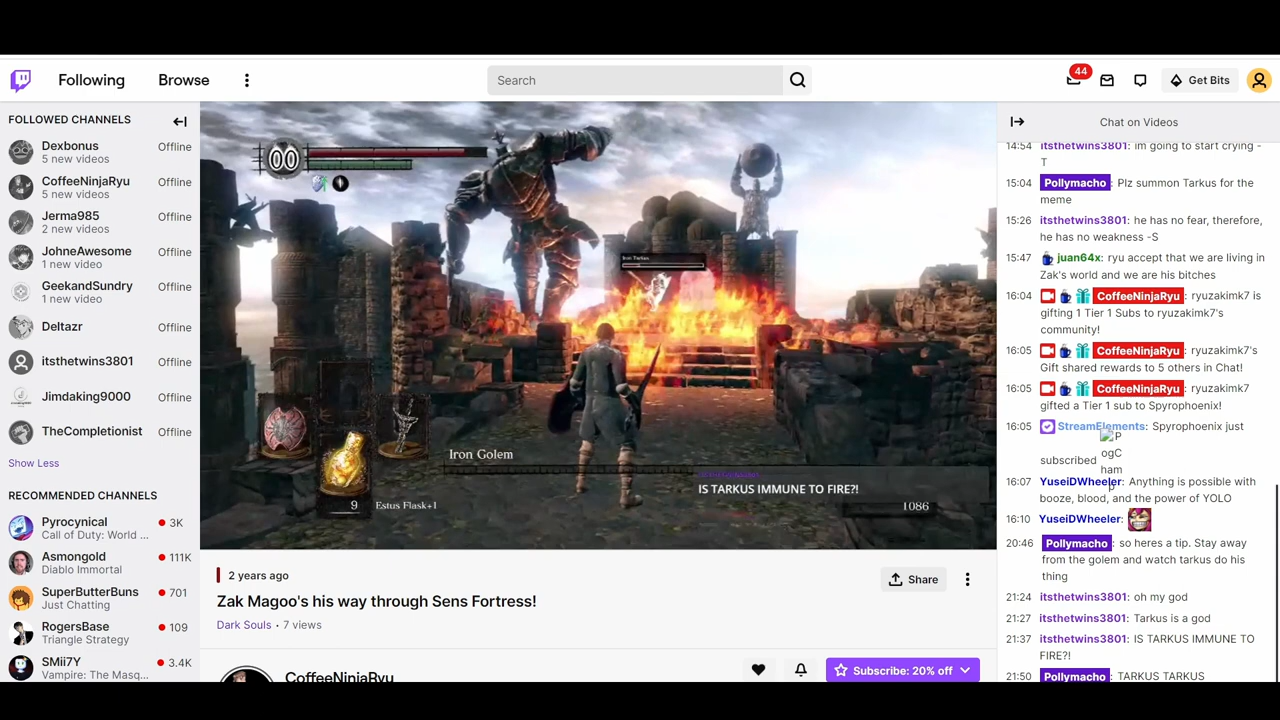 Following
Browse
Search
44
Get Bits
FOLLOWED CHANNELS
Dexbonus
Offline
5 new videos
CoffeeNinjaRyu
Offline
5 new videos
Jerma985
Offline
2 new videos
JohneAwesome
Offline
1 new video
GeekandSundry
Offline
1 new video
Deltazr
Offline
itsthetwins3801
Offline
Jimdaking9000
Offline
TheCompletionist
Offline
Show Less
RECOMMENDED CHANNELS
Pyrocynical
3K
Call of Duty: World ...
Asmongold
111K
Diablo Immortal
SuperButterBuns
701
Just Chatting
RogersBase
109
Triangle Strategy
SMii7Y
3.4K
Vampire: The Masq...
00
Iron Tarkus
Iron Golem
IS TARKUS IMMUNE TO FIRE?!
9
Estus Flask+1
1086
2 years ago
Share
Zak Magoo's his way through Sens Fortress!
Dark Souls • 7 views
CoffeeNinjaRyu
Subscribe: 20% off
Chat on Videos
14:54 itsthetwins3801: im going to start crying -
T
15:04 Pollymacho: Plz summon Tarkus for the
meme
15:26 itsthetwins3801: he has no fear, therefore,
he has no weakness -S
15:47 juan64x: ryu accept that we are living in
Zak's world and we are his bitches
16:04 CoffeeNinjaRyu: ryuzakimk7 is
gifting 1 Tier 1 Subs to ryuzakimk7's
community!
16:05 CoffeeNinjaRyu: ryuzakimk7's
Gift shared rewards to 5 others in Chat!
16:05 CoffeeNinjaRyu: ryuzakimk7
gifted a Tier 1 sub to Spyrophoenix!
16:05 StreamElements: Spyrophoenix just
subscribed PogChamp
16:07 YuseiDWheeler: Anything is possible with
booze, blood, and the power of YOLO
16:10 YuseiDWheeler:
20:46 Pollymacho: so heres a tip. Stay away
from the golem and watch tarkus do his
thing
21:24 itsthetwins3801: oh my god
21:27 itsthetwins3801: Tarkus is a god
21:37 itsthetwins3801: IS TARKUS IMMUNE TO
FIRE?!
21:50 Pollymacho: TARKUS TARKUS